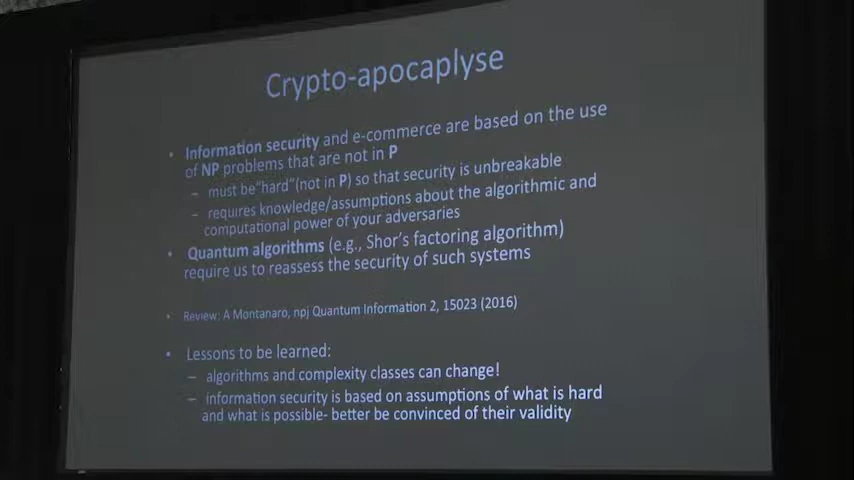 Crypto-apocaplyse
• Information security and e-commerce are based on the use
of NP problems that are not in P
– must be"hard"(not in P) so that security is unbreakable
– requires knowledge/assumptions about the algorithmic and
computational power of your adversaries
• Quantum algorithms (e.g., Shor's factoring algorithm)
require us to reassess the security of such systems
• Review: A Montanaro, npj Quantum Information 2, 15023 (2016)
• Lessons to be learned:
– algorithms and complexity classes can change!
– information security is based on assumptions of what is hard
and what is possible- better be convinced of their validity